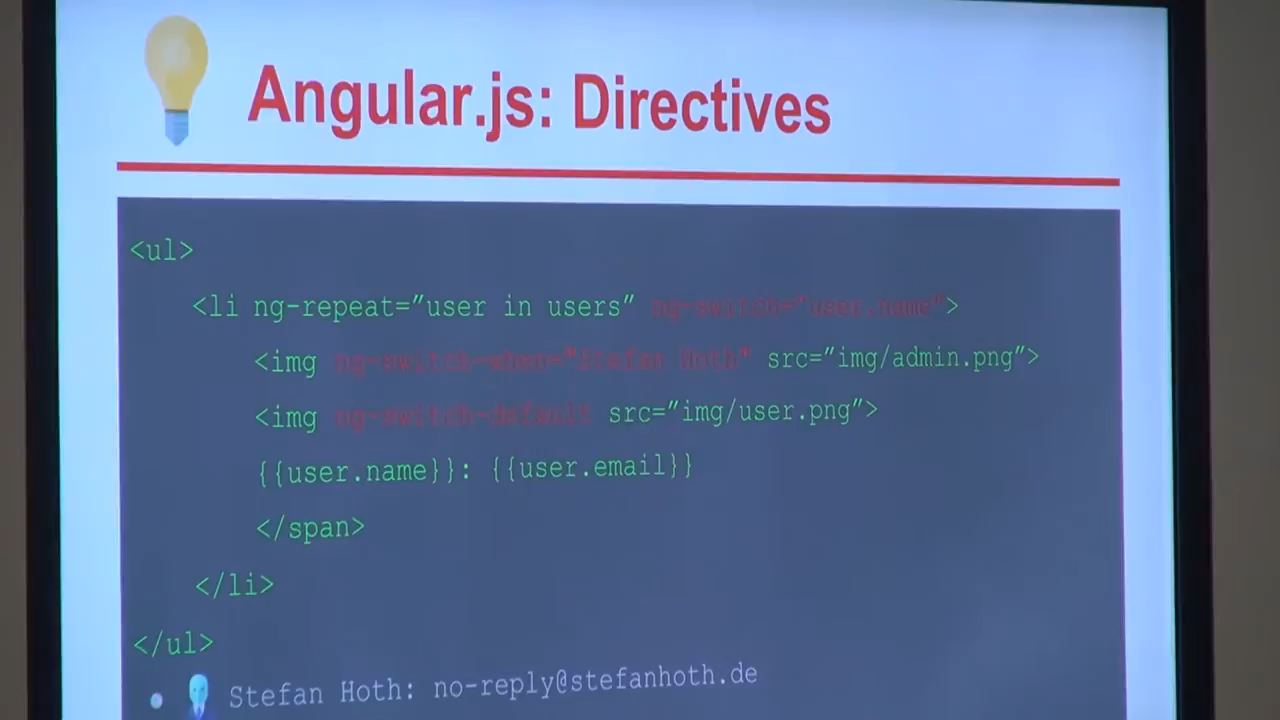 Angular.js: Directives
<ul>
<li ng-repeat=”user in users” ng-switch=”user.name”>
<img ng-switch-when="Stefan Hoth" src=”img/admin.png”>
<img ng-switch-default src=”img/user.png”>
{{user.name}}: {{user.email}}
</span>
</li>
</ul>
• Stefan Hoth: no-reply@stefanhoth.de